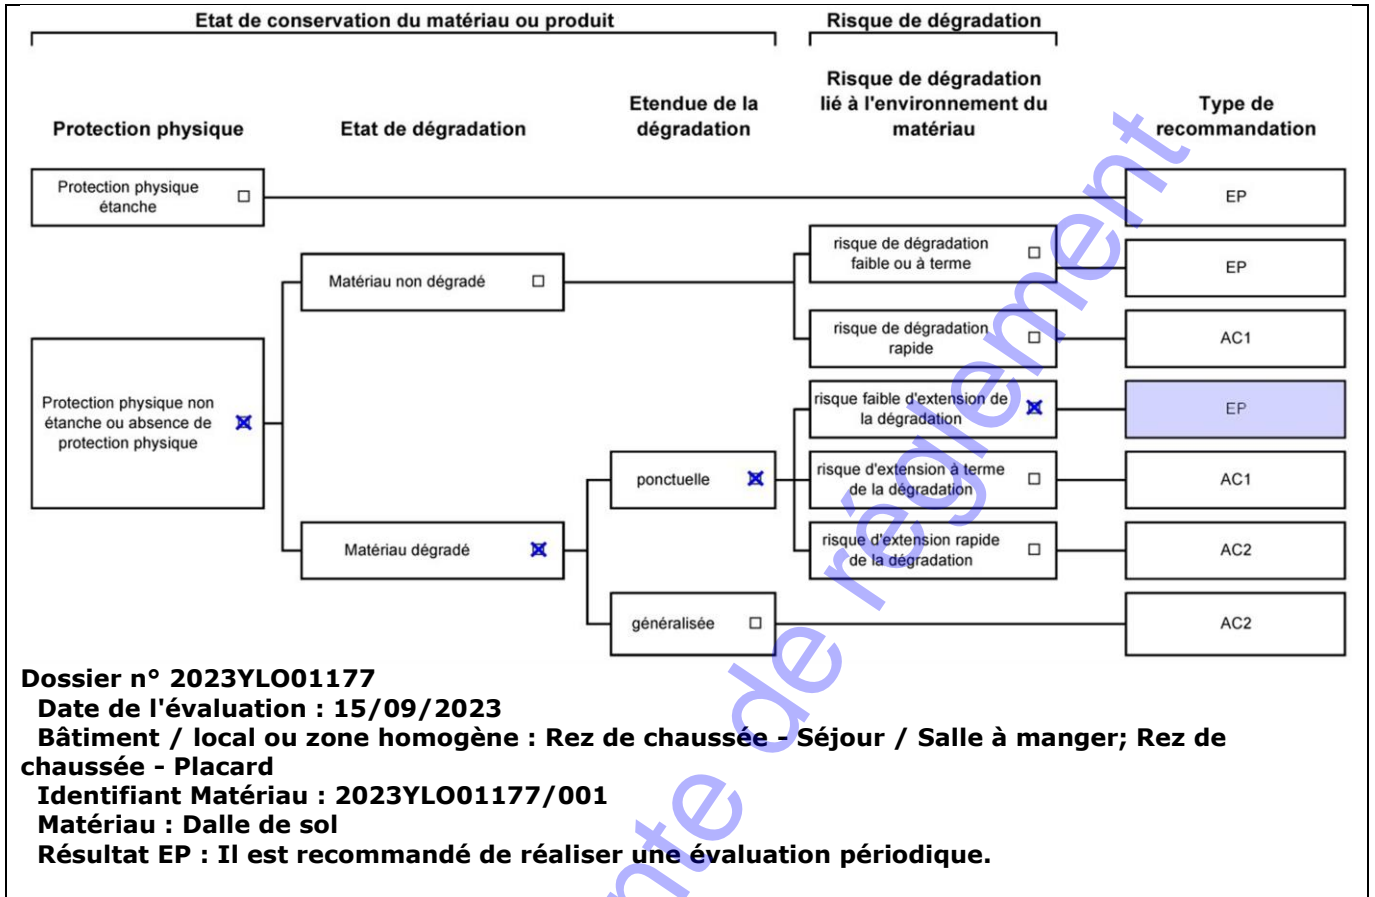 Etat de conservation du matériau ou produit
Risque de dégradation
Protection physique
Etat de dégradation
Etendue de la
dégradation
Risque de dégradation
lié à l'environnement du
matériau
Type de
recommandation
Protection physique
étanche
EP
risque de dégradation
faible ou à terme
EP
Matériau non dégradé
risque de dégradation
rapide
AC1
Protection physique non
étanche ou absence de
protection physique
risque faible d'extension de
la dégradation
EP
ponctuelle
risque d'extension à terme
de la dégradation
AC1
Matériau dégradé
risque d'extension rapide
de la dégradation
AC2
généralisée
AC2
Dossier n° 2023YLO01177
Date de l'évaluation : 15/09/2023
Bâtiment / local ou zone homogène : Rez de chaussée - Séjour / Salle à manger; Rez de
chaussée - Placard
Identifiant Matériau : 2023YLO01177/001
Matériau : Dalle de sol
Résultat EP : Il est recommandé de réaliser une évaluation périodique.
nte de réglement